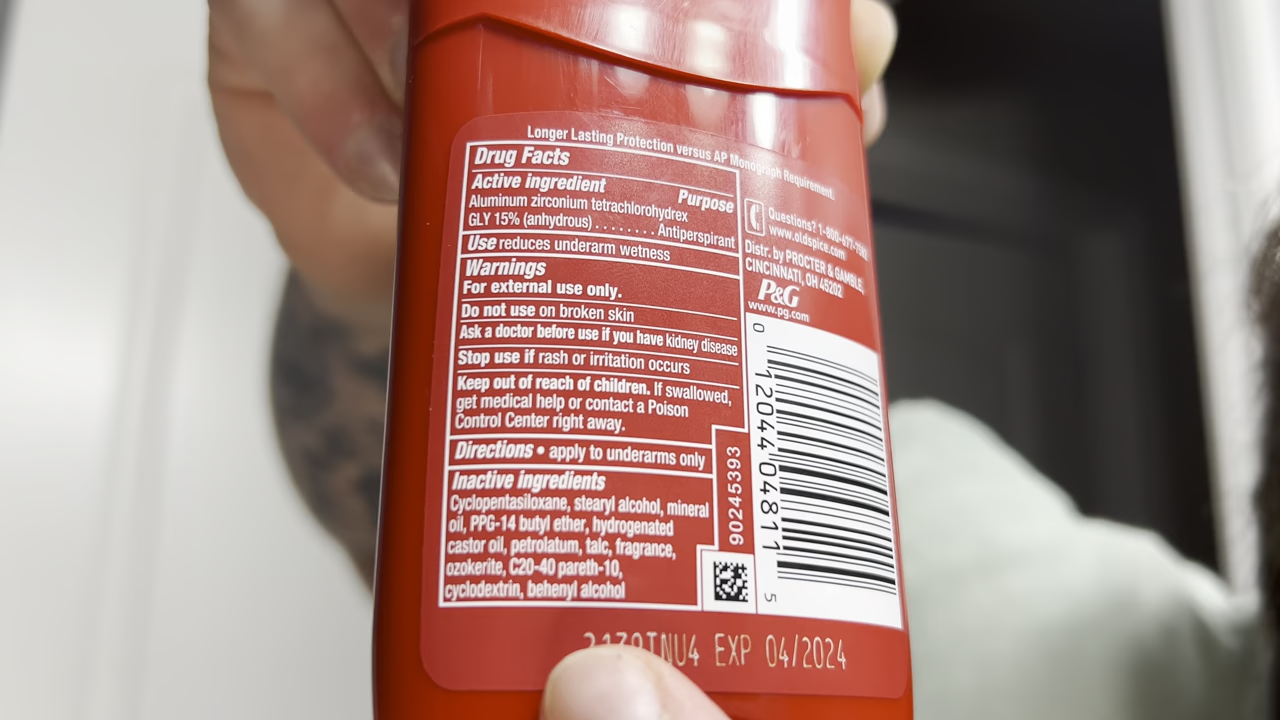 Longer Lasting Protection versus AP Monograph Requirement.
Drug Facts
Active ingredient Purpose
Aluminum zirconium tetrachlorohydrex
GLY 15% (anhydrous) ........ Antiperspirant
Use reduces underarm wetness
Warnings
For external use only.
Do not use on broken skin
Ask a doctor before use if you have kidney disease
Stop use if rash or irritation occurs
Keep out of reach of children. If swallowed,
get medical help or contact a Poison
Control Center right away.
Directions • apply to underarms only
Inactive ingredients
Cyclopentasiloxane, stearyl alcohol, mineral
oil, PPG-14 butyl ether, hydrogenated
castor oil, petrolatum, talc, fragrance,
ozokerite, C20-40 pareth-10,
cyclodextrin, behenyl alcohol
90245393
Questions?
www.oldspice.com
Distr. by PROCTER & GAMBLE,
CINCINNATI, OH 45202
P&G
www.pg.com
0 12044 04811 5
EXP 04/2024